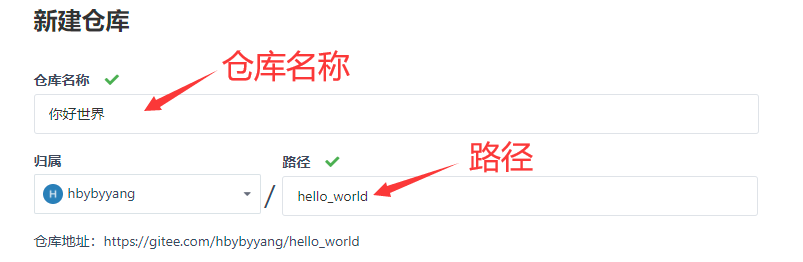 新建仓库
仓库名称
仓库名称
你好世界
归属
路径
路径
H hbybyyang / hello_world
仓库地址：https://gitee.com/hbybyyang/hello_world